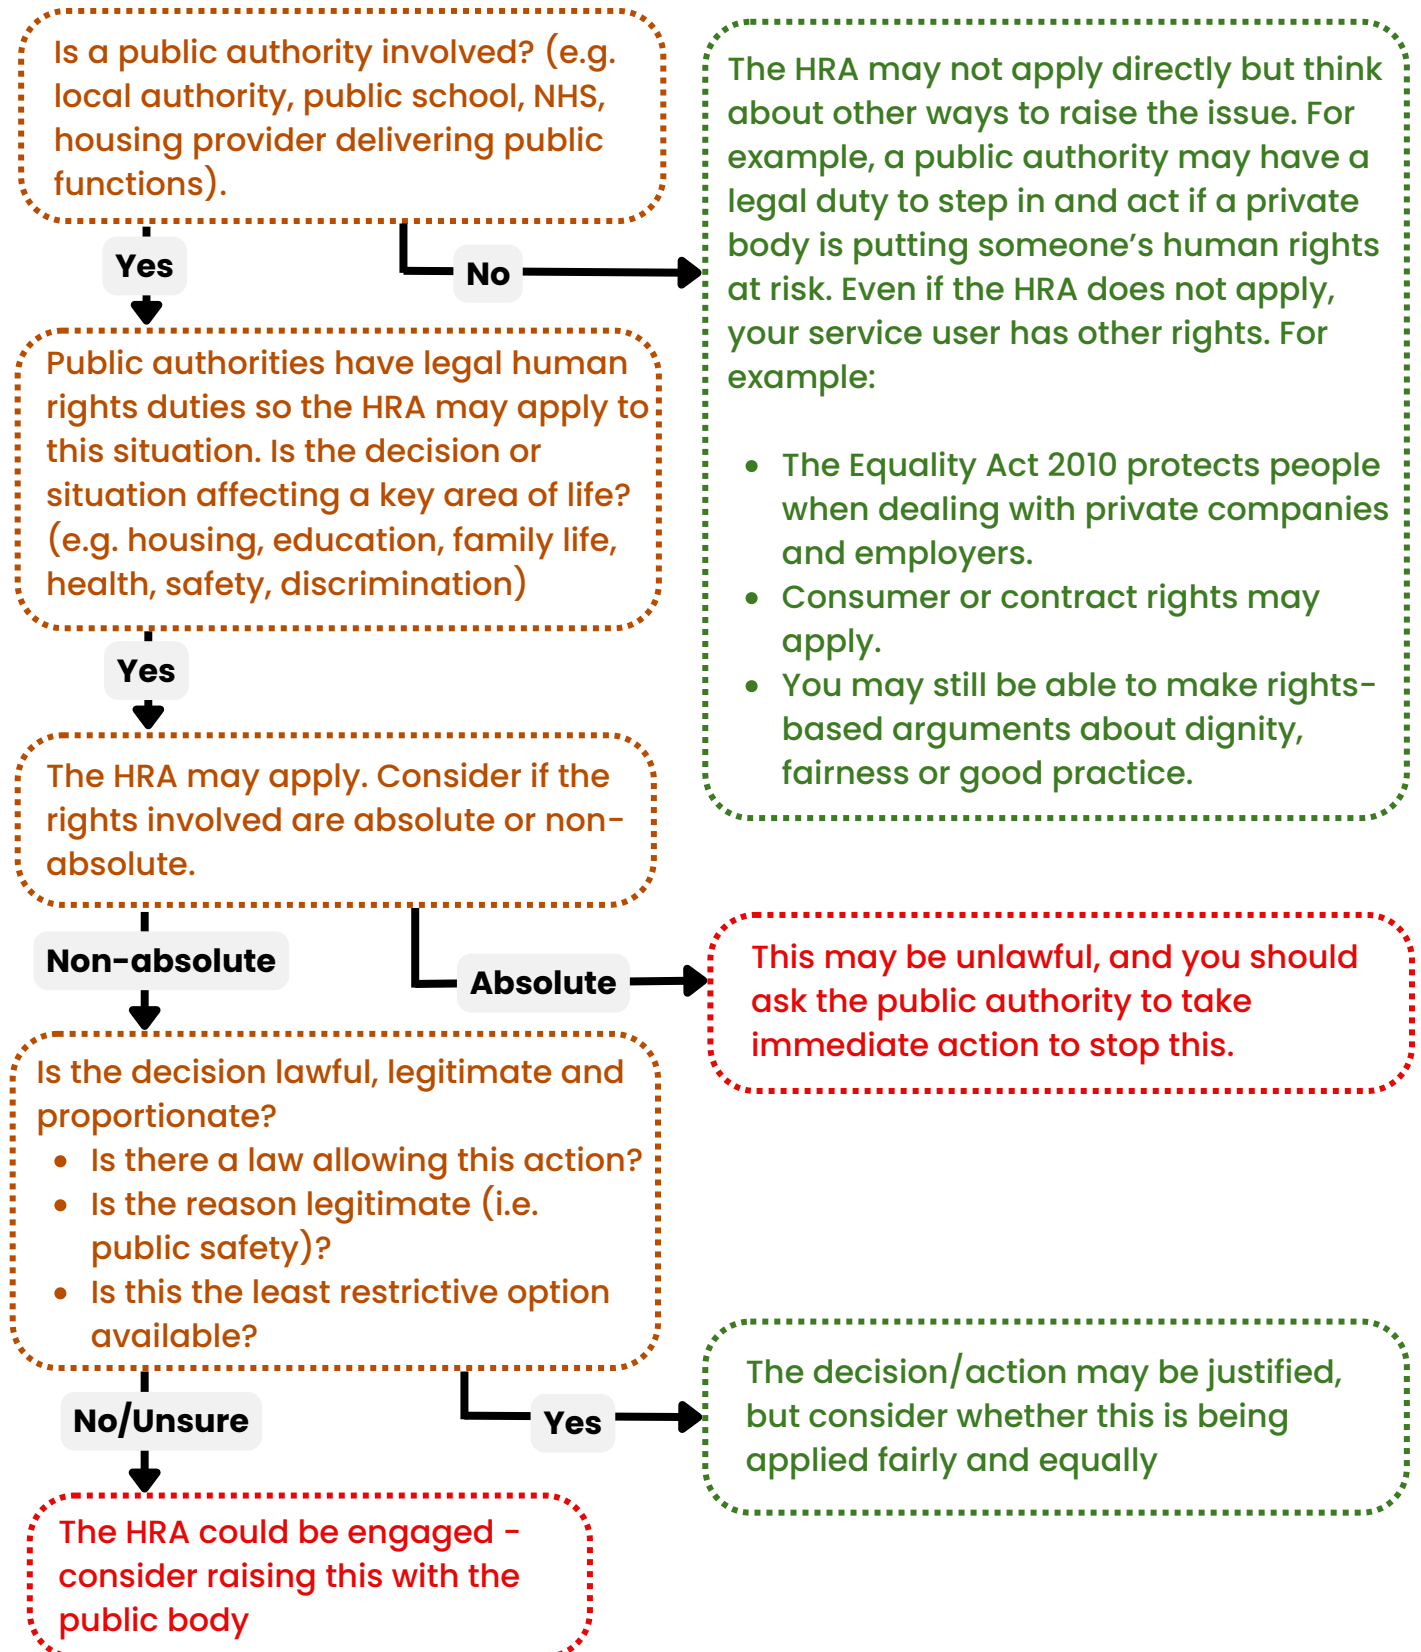 Is a public authority involved? (e.g.
local authority, public school, NHS,
housing provider delivering public
functions).
Yes
No
The HRA may not apply directly but think
about other ways to raise the issue. For
example, a public authority may have a
legal duty to step in and act if a private
body is putting someone’s human rights
at risk. Even if the HRA does not apply,
your service user has other rights. For
example:
• The Equality Act 2010 protects people
when dealing with private companies
and employers.
• Consumer or contract rights may
apply.
• You may still be able to make rights-
based arguments about dignity,
fairness or good practice.
Public authorities have legal human
rights duties so the HRA may apply to
this situation. Is the decision or
situation affecting a key area of life?
(e.g. housing, education, family life,
health, safety, discrimination)
Yes
The HRA may apply. Consider if the
rights involved are absolute or non-
absolute.
Non-absolute
Absolute
This may be unlawful, and you should
ask the public authority to take
immediate action to stop this.
Is the decision lawful, legitimate and
proportionate?
• Is there a law allowing this action?
• Is the reason legitimate (i.e.
public safety)?
• Is this the least restrictive option
available?
No/Unsure
Yes
The decision/action may be justified,
but consider whether this is being
applied fairly and equally
The HRA could be engaged -
consider raising this with the
public body